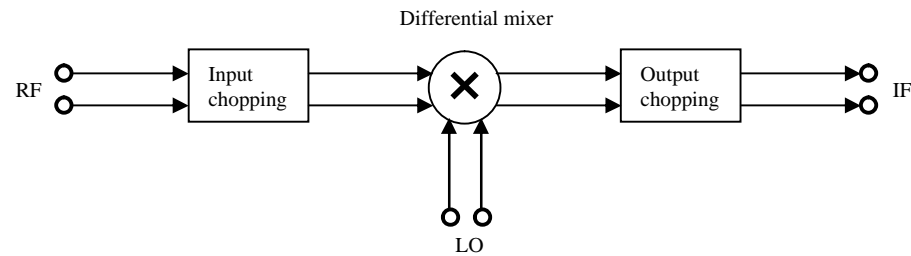 Differential mixer
RF
Input
chopping
Output
chopping
IF
LO